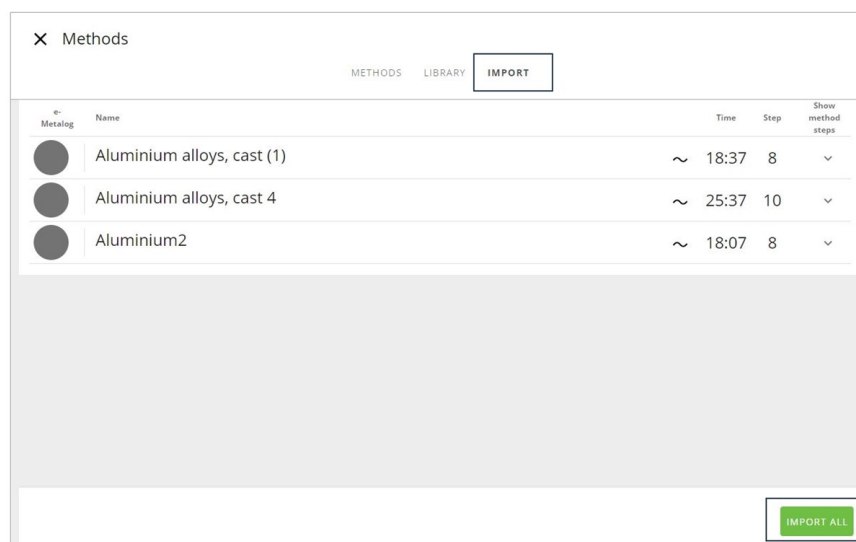 Methods
METHODS LIBRARY IMPORT
e-Metalog Name Time Step Show method steps
Aluminium alloys, cast (1) ~ 18:37 8
Aluminium alloys, cast 4 ~ 25:37 10
Aluminium2 ~ 18:07 8
IMPORT ALL